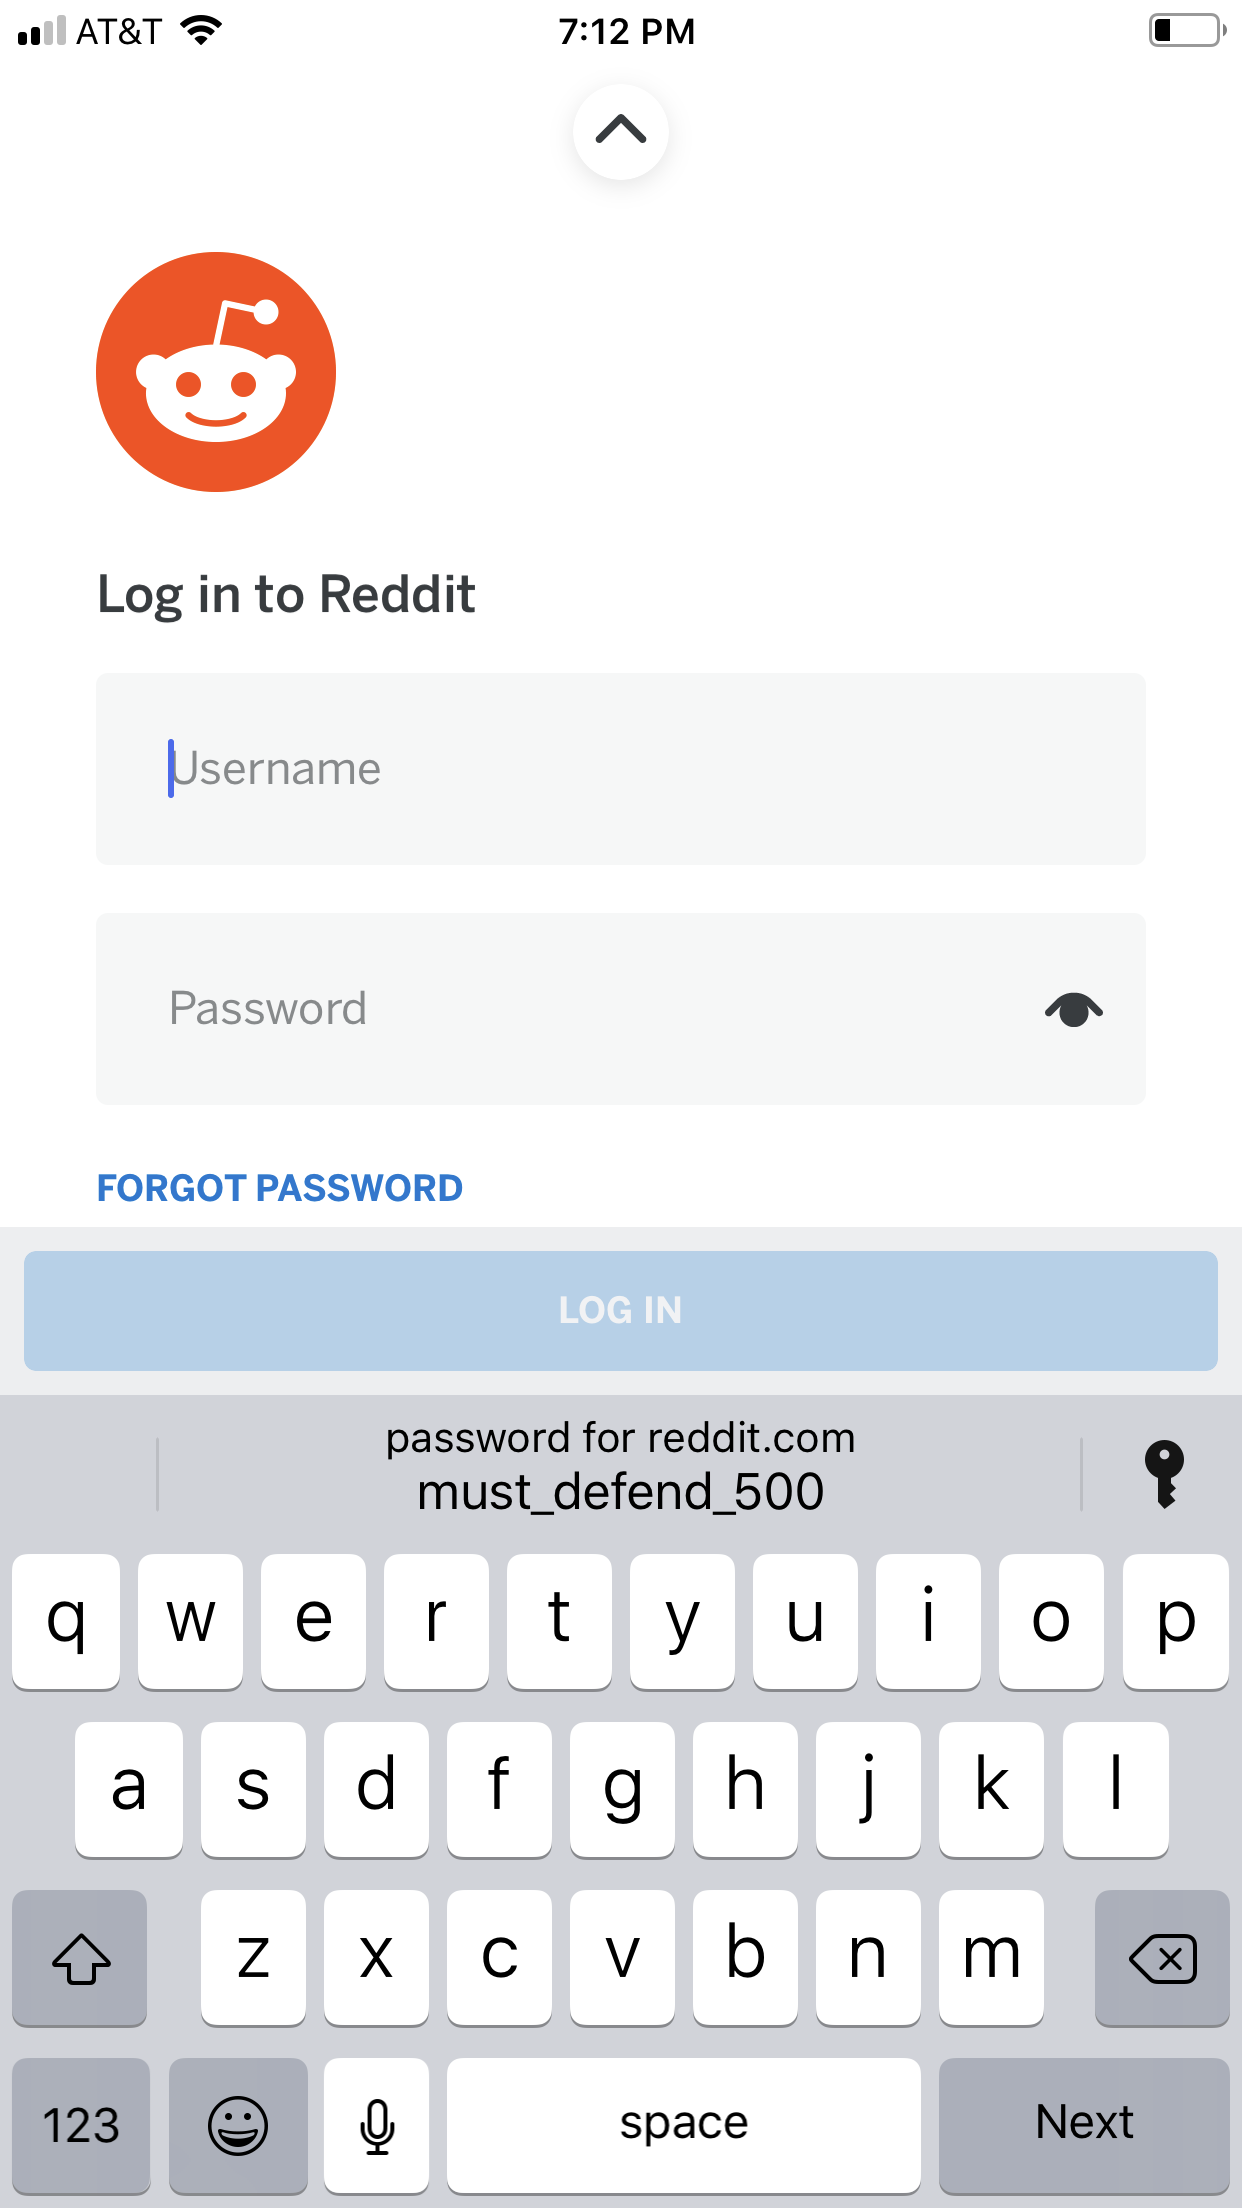 AT&T 7:12 PM
Log in to Reddit
Username
Password
FORGOT PASSWORD
LOG IN
password for reddit.com
must_defend_500
q w e r t y u i o p
a s d f g h j k l
z x c v b n m
123 space Next